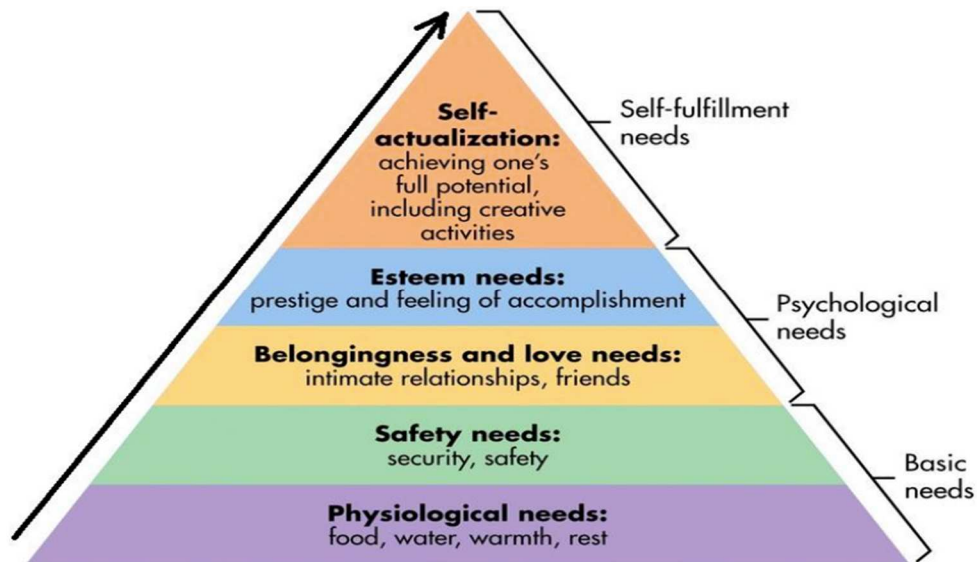 Self-
actualization:
achieving one's
full potential,
including creative
activities
Self-fulfillment
needs
Esteem needs:
prestige and feeling of accomplishment
Psychological
needs
Belongingness and love needs:
intimate relationships, friends
Safety needs:
security, safety
Basic
needs
Physiological needs:
food, water, warmth, rest